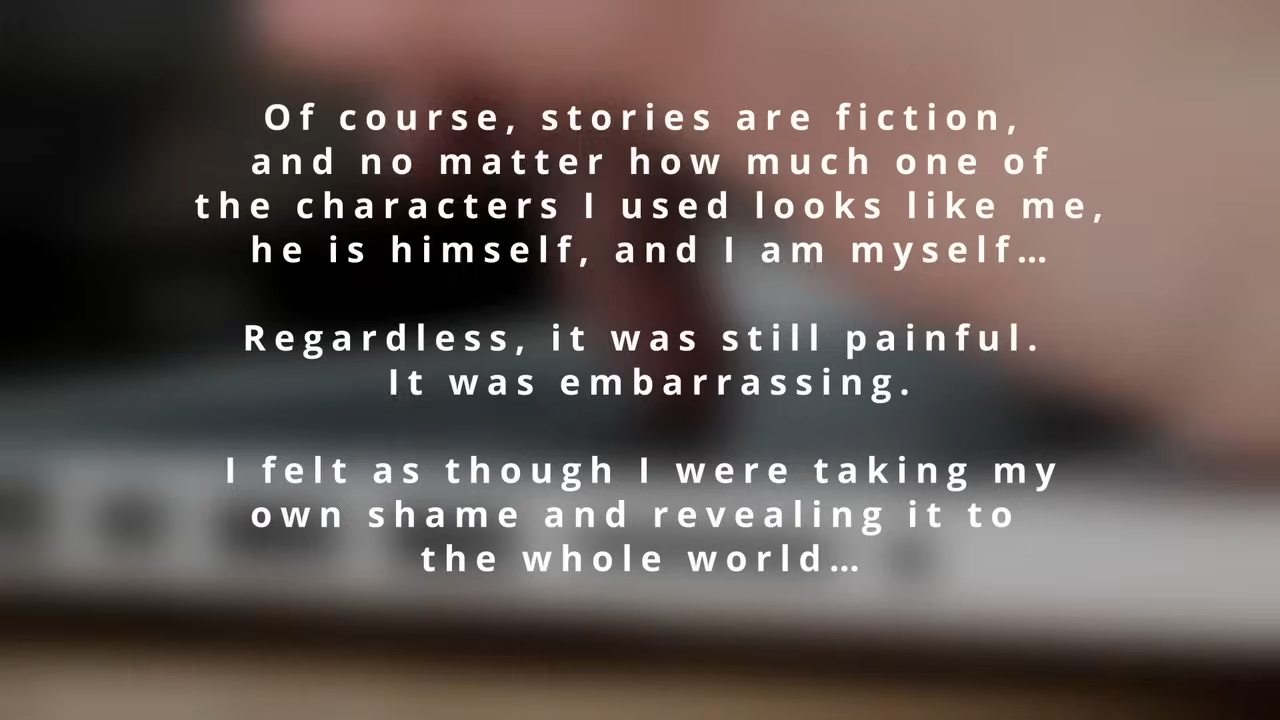 Of course, stories are fiction,
and no matter how much one of
the characters I used looks like me,
he is himself, and I am myself…
Regardless, it was still painful.
It was embarrassing.
I felt as though I were taking my
own shame and revealing it to
the whole world…